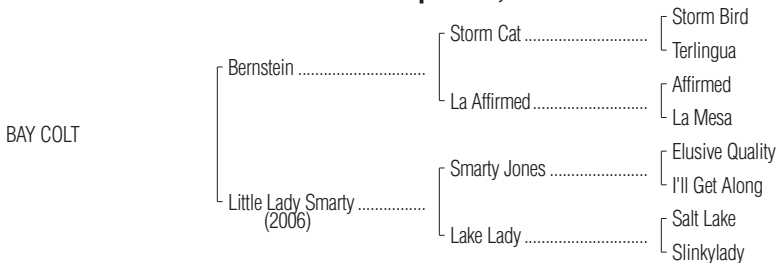 Storm Bird
Storm Cat ..............................
Terlingua
Bernstein ...............................
Affirmed
La Affirmed............................
La Mesa
BAY COLT
Elusive Quality
Smarty Jones ........................
I'll Get Along
Little Lady Smarty ................
(2006)
Salt Lake
Lake Lady ..............................
Slinkylady